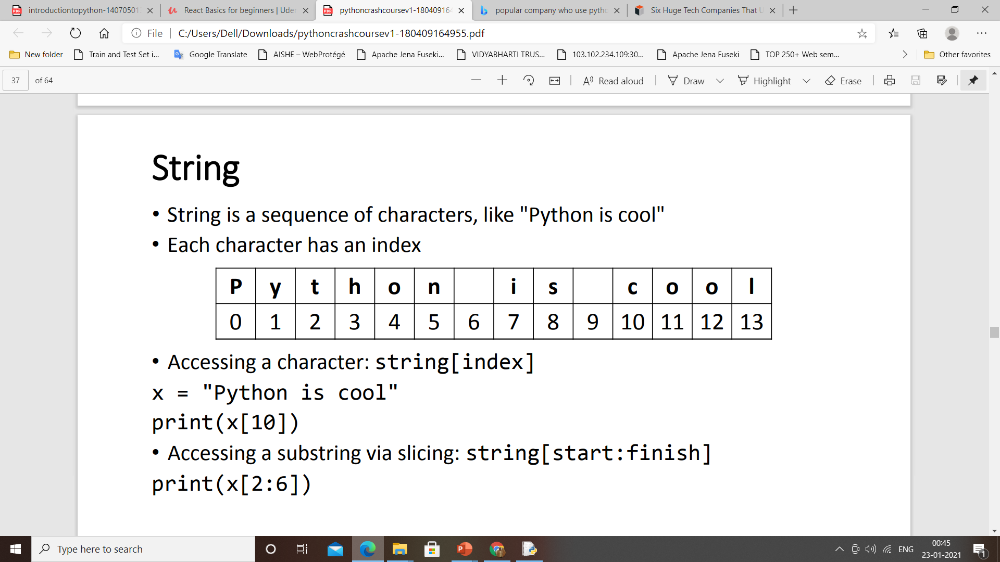 introductiontopython-14070501
React Basics for beginners | Uder
pythoncrashcoursev1-180409164
popular company who use pytho
Six Huge Tech Companies That U
File
C:/Users/Dell/Downloads/pythoncrashcoursev1-180409164955.pdf
New folder
Train and Test Set i...
Google Translate
AISHE – WebProtégé
Apache Jena Fuseki...
VIDYABHARTI TRUS...
103.102.234.109:30...
Apache Jena Fuseki
TOP 250+ Web sem...
Other favorites
37 of 64
Read aloud
Draw
Highlight
Erase
String
• String is a sequence of characters, like "Python is cool"
• Each character has an index
P y t h o n i s c o o l
0 1 2 3 4 5 6 7 8 9 10 11 12 13
• Accessing a character: string[index]
x = "Python is cool"
print(x[10])
• Accessing a substring via slicing: string[start:finish]
print(x[2:6])
Type here to search
ENG
00:45
23-01-2021
1